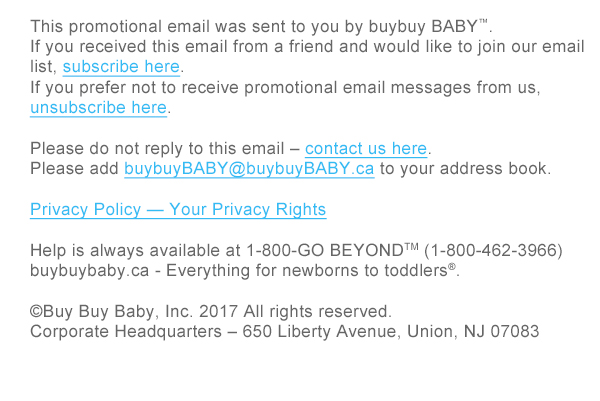 This promotional email was sent to you by buybuy BABY™.
If you received this email from a friend and would like to join our email
list, subscribe here.
If you prefer not to receive promotional email messages from us,
unsubscribe here.
Please do not reply to this email – contact us here.
Please add buybuyBABY@buybuyBABY.ca to your address book.
Privacy Policy — Your Privacy Rights
Help is always available at 1-800-GO BEYOND™ (1-800-462-3966)
buybuybaby.ca - Everything for newborns to toddlers®.
©Buy Buy Baby, Inc. 2017 All rights reserved.
Corporate Headquarters – 650 Liberty Avenue, Union, NJ 07083